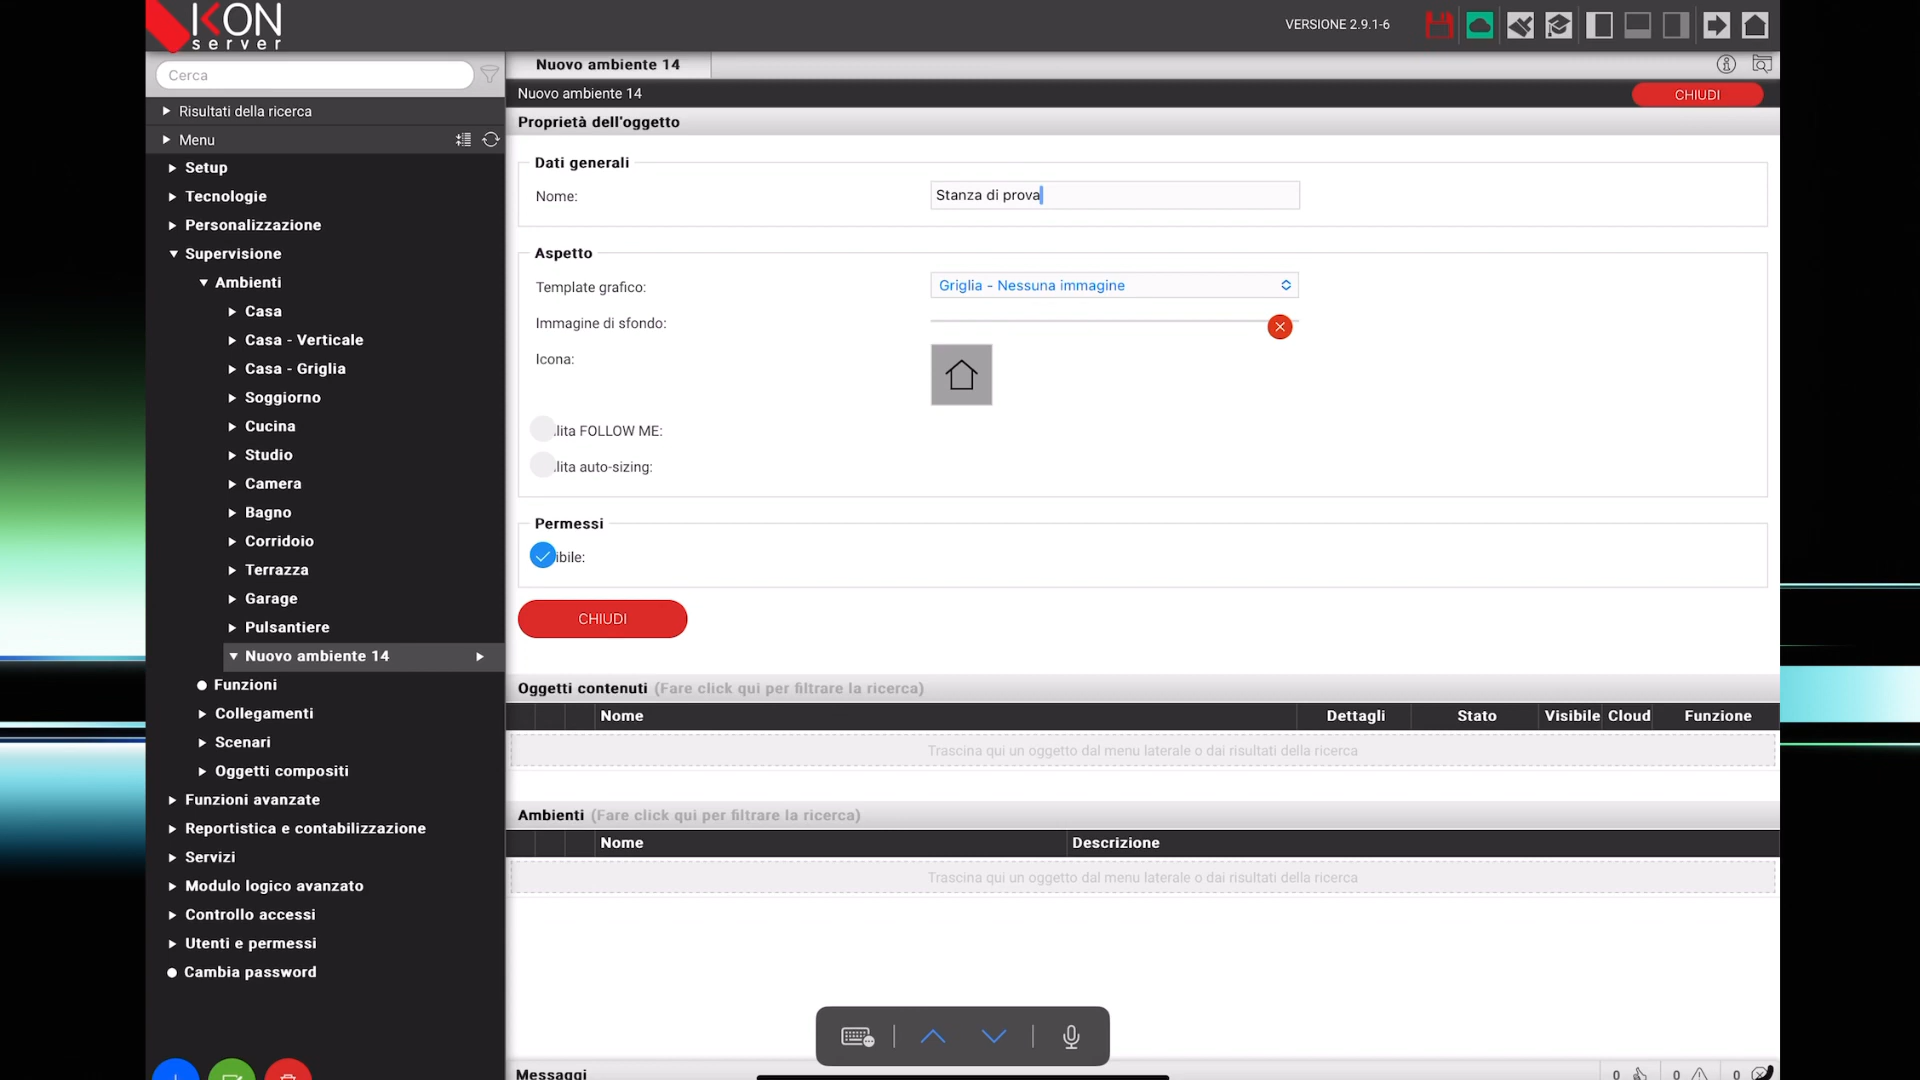 IKON
server
VERSIONE 2.9.1-6
Cerca
Risultati della ricerca
Menu
Setup
Tecnologie
Personalizzazione
Supervisione
Ambienti
Casa
Casa - Verticale
Casa - Griglia
Soggiorno
Cucina
Studio
Camera
Bagno
Corridoio
Terrazza
Garage
Pulsantiere
Nuovo ambiente 14
Funzioni
Collegamenti
Scenari
Oggetti compositi
Funzioni avanzate
Reportistica e contabilizzazione
Servizi
Modulo logico avanzato
Controllo accessi
Utenti e permessi
Cambia password
Nuovo ambiente 14
Nuovo ambiente 14 CHIUDI
Proprietà dell'oggetto
Dati generali
Nome: Stanza di prova
Aspetto
Template grafico: Griglia - Nessuna immagine
Immagine di sfondo:
Icona:
lita FOLLOW ME:
lita auto-sizing:
Permessi
ibile:
CHIUDI
Oggetti contenuti (Fare click qui per filtrare la ricerca)
Nome Dettagli Stato Visibile Cloud Funzione
Trascina qui un oggetto dal menu laterale o dai risultati della ricerca
Ambienti (Fare click qui per filtrare la ricerca)
Nome Descrizione
Trascina qui un oggetto dal menu laterale o dai risultati della ricerca
Messaggi 0 0 0